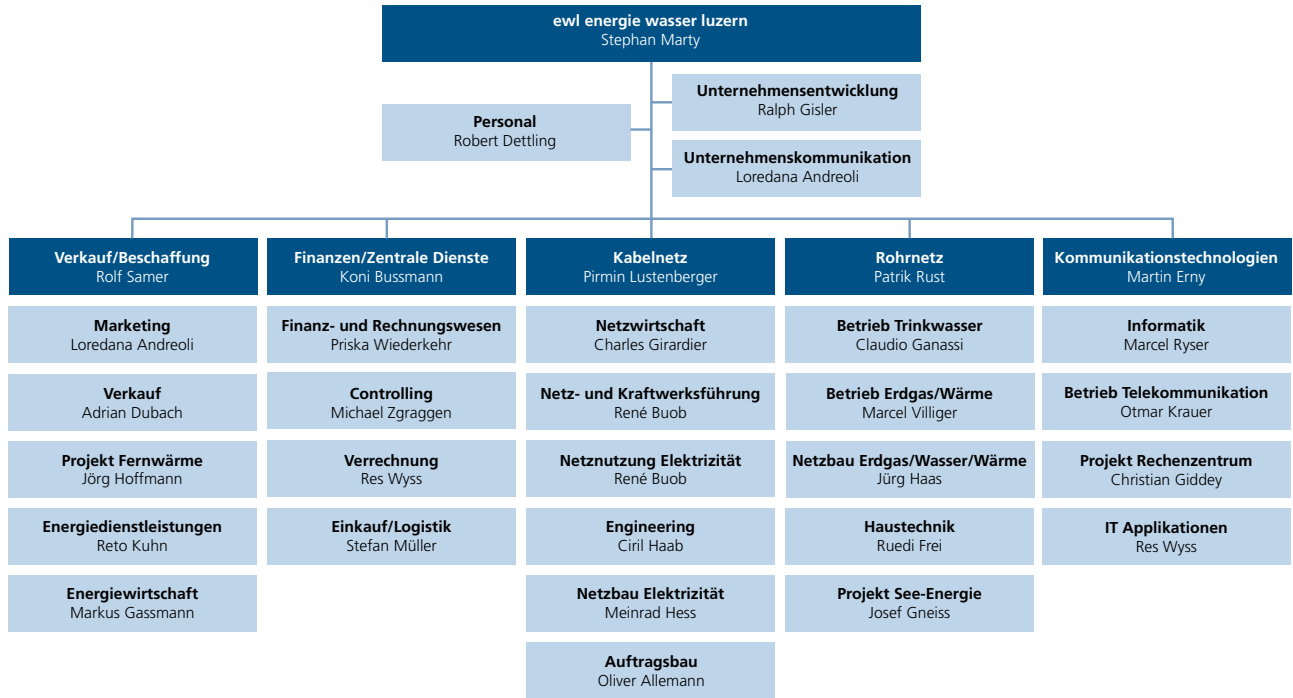 ewl energie wasser luzern
Stephan Marty
Unternehmensentwicklung
Ralph Gisler
Personal
Robert Dettling
Unternehmenskommunikation
Loredana Andreoli
Verkauf/Beschaffung
Rolf Samer
Marketing
Loredana Andreoli
Verkauf
Adrian Dubach
Projekt Fernwärme
Jörg Hoffmann
Energiedienstleistungen
Reto Kuhn
Energiewirtschaft
Markus Gassmann
Finanzen/Zentrale Dienste
Koni Bussmann
Finanz- und Rechnungswesen
Priska Wiederkehr
Controlling
Michael Zgraggen
Verrechnung
Res Wyss
Einkauf/Logistik
Stefan Müller
Kabelnetz
Pirmin Lustenberger
Netzwirtschaft
Charles Girardier
Netz- und Kraftwerksführung
René Buob
Netznutzung Elektrizität
René Buob
Engineering
Ciril Haab
Netzbau Elektrizität
Meinrad Hess
Auftragsbau
Oliver Allemann
Rohrnetz
Patrik Rust
Betrieb Trinkwasser
Claudio Ganassi
Betrieb Erdgas/Wärme
Marcel Villiger
Netzbau Erdgas/Wasser/Wärme
Jürg Haas
Haustechnik
Ruedi Frei
Projekt See-Energie
Josef Gneiss
Kommunikationstechnologien
Martin Erny
Informatik
Marcel Ryser
Betrieb Telekommunikation
Otmar Krauer
Projekt Rechenzentrum
Christian Giddey
IT Applikationen
Res Wyss